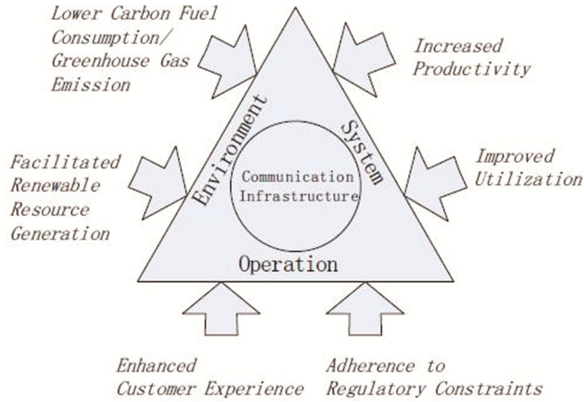 Lower Carbon Fuel
Consumption/
Greenhouse Gas
Emission
Increased
Productivity
Environment
System
Facilitated
Renewable
Resource
Generation
Communication
Infrastructure
Improved
Utilization
Operation
Enhanced
Customer Experience
Adherence to
Regulatory Constraints